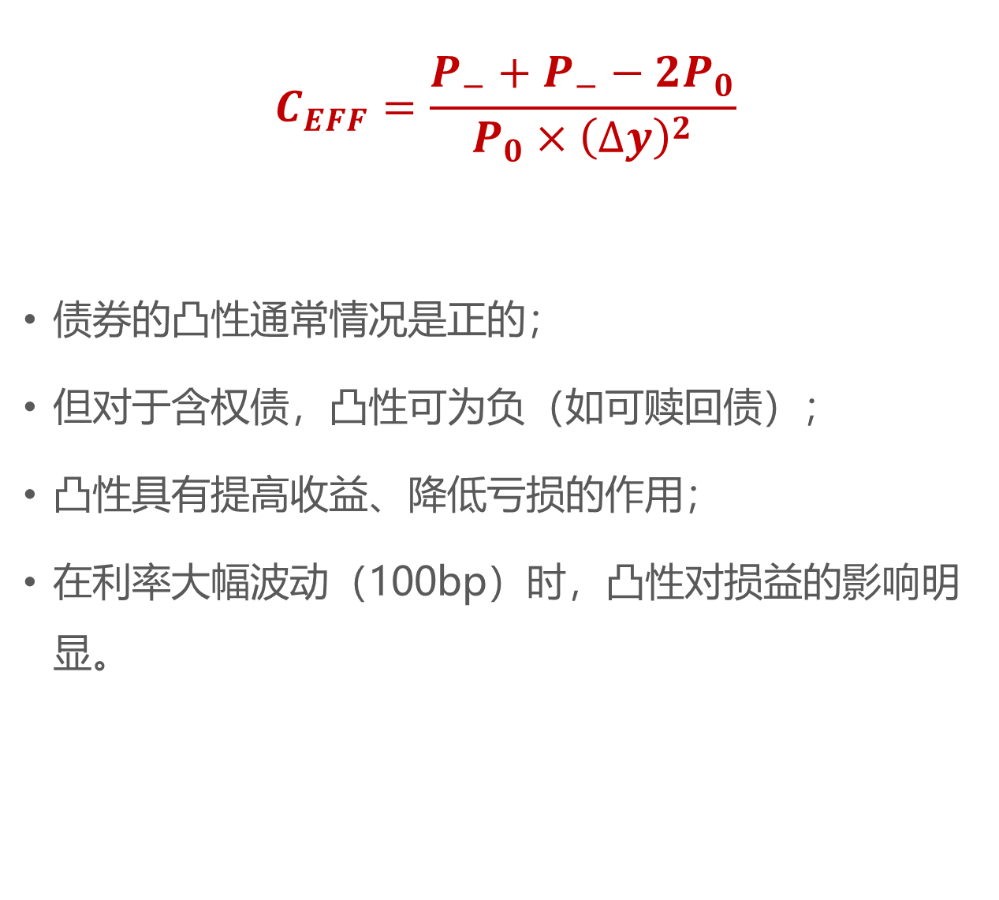 C_EFF = (P_− + P_− − 2P_0) / (P_0 × (Δy)^2)
• 债券的凸性通常情况是正的；
• 但对于含权债，凸性可为负（如可赎回债）；
• 凸性具有提高收益、降低亏损的作用；
• 在利率大幅波动（100bp）时，凸性对损益的影响明
显。